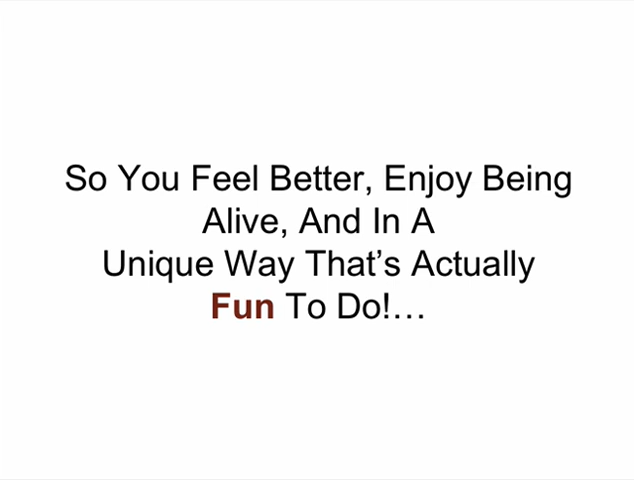 So You Feel Better, Enjoy Being
Alive, And In A
Unique Way That’s Actually
Fun To Do!…